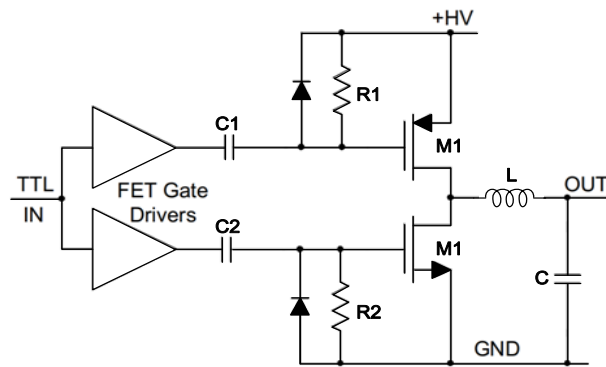 +HV
R1
C1
M1
TTL
IN
FET Gate
Drivers
L
OUT
C2
M1
C
R2
GND